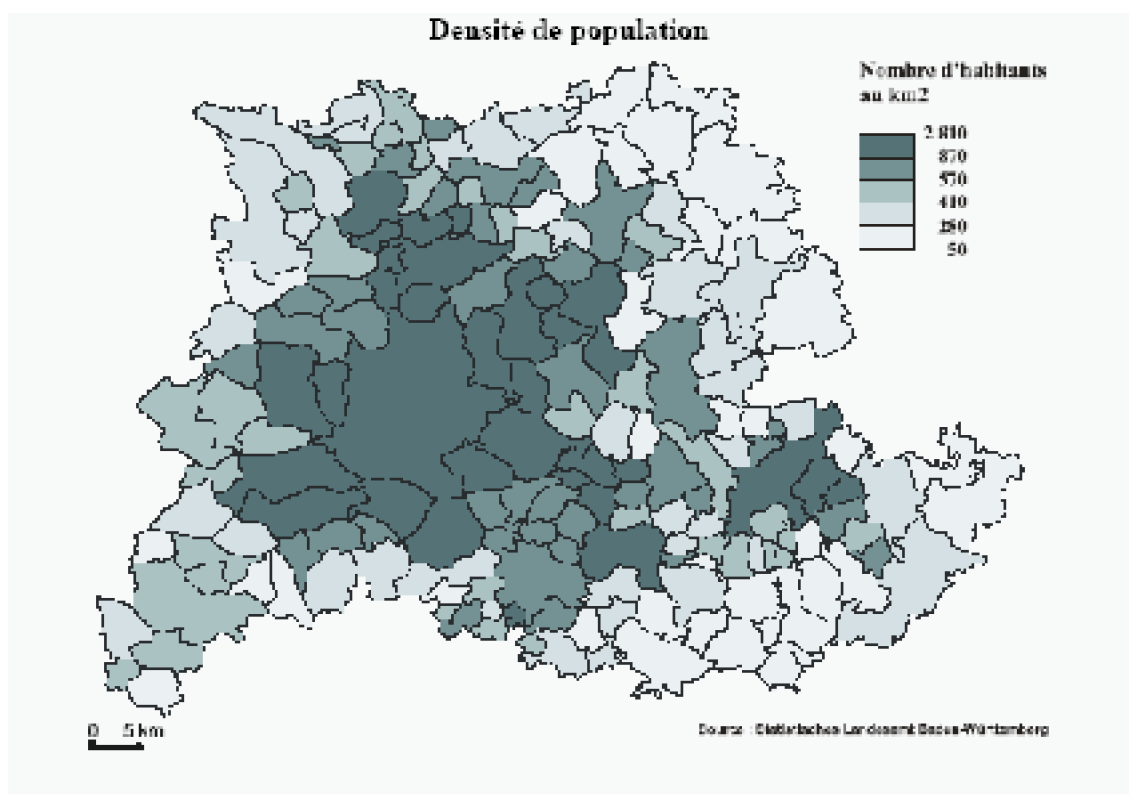 Densité de population
Nombre d'habitants
au km2
2 810
870
570
410
280
50
0 5 km
Source : Statistisches Landesamt Baden-Württemberg